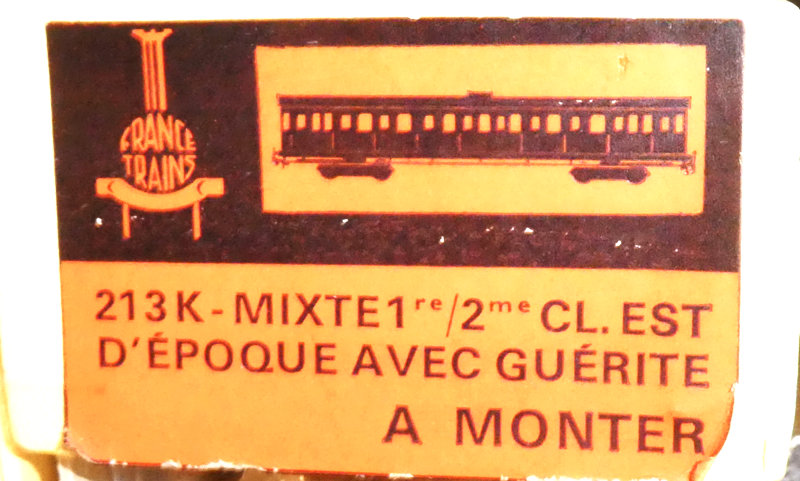 FRANCE
TRAINS
213K-MIXTE 1re/2me CL. EST
D'ÉPOQUE AVEC GUÉRITE
A MONTER